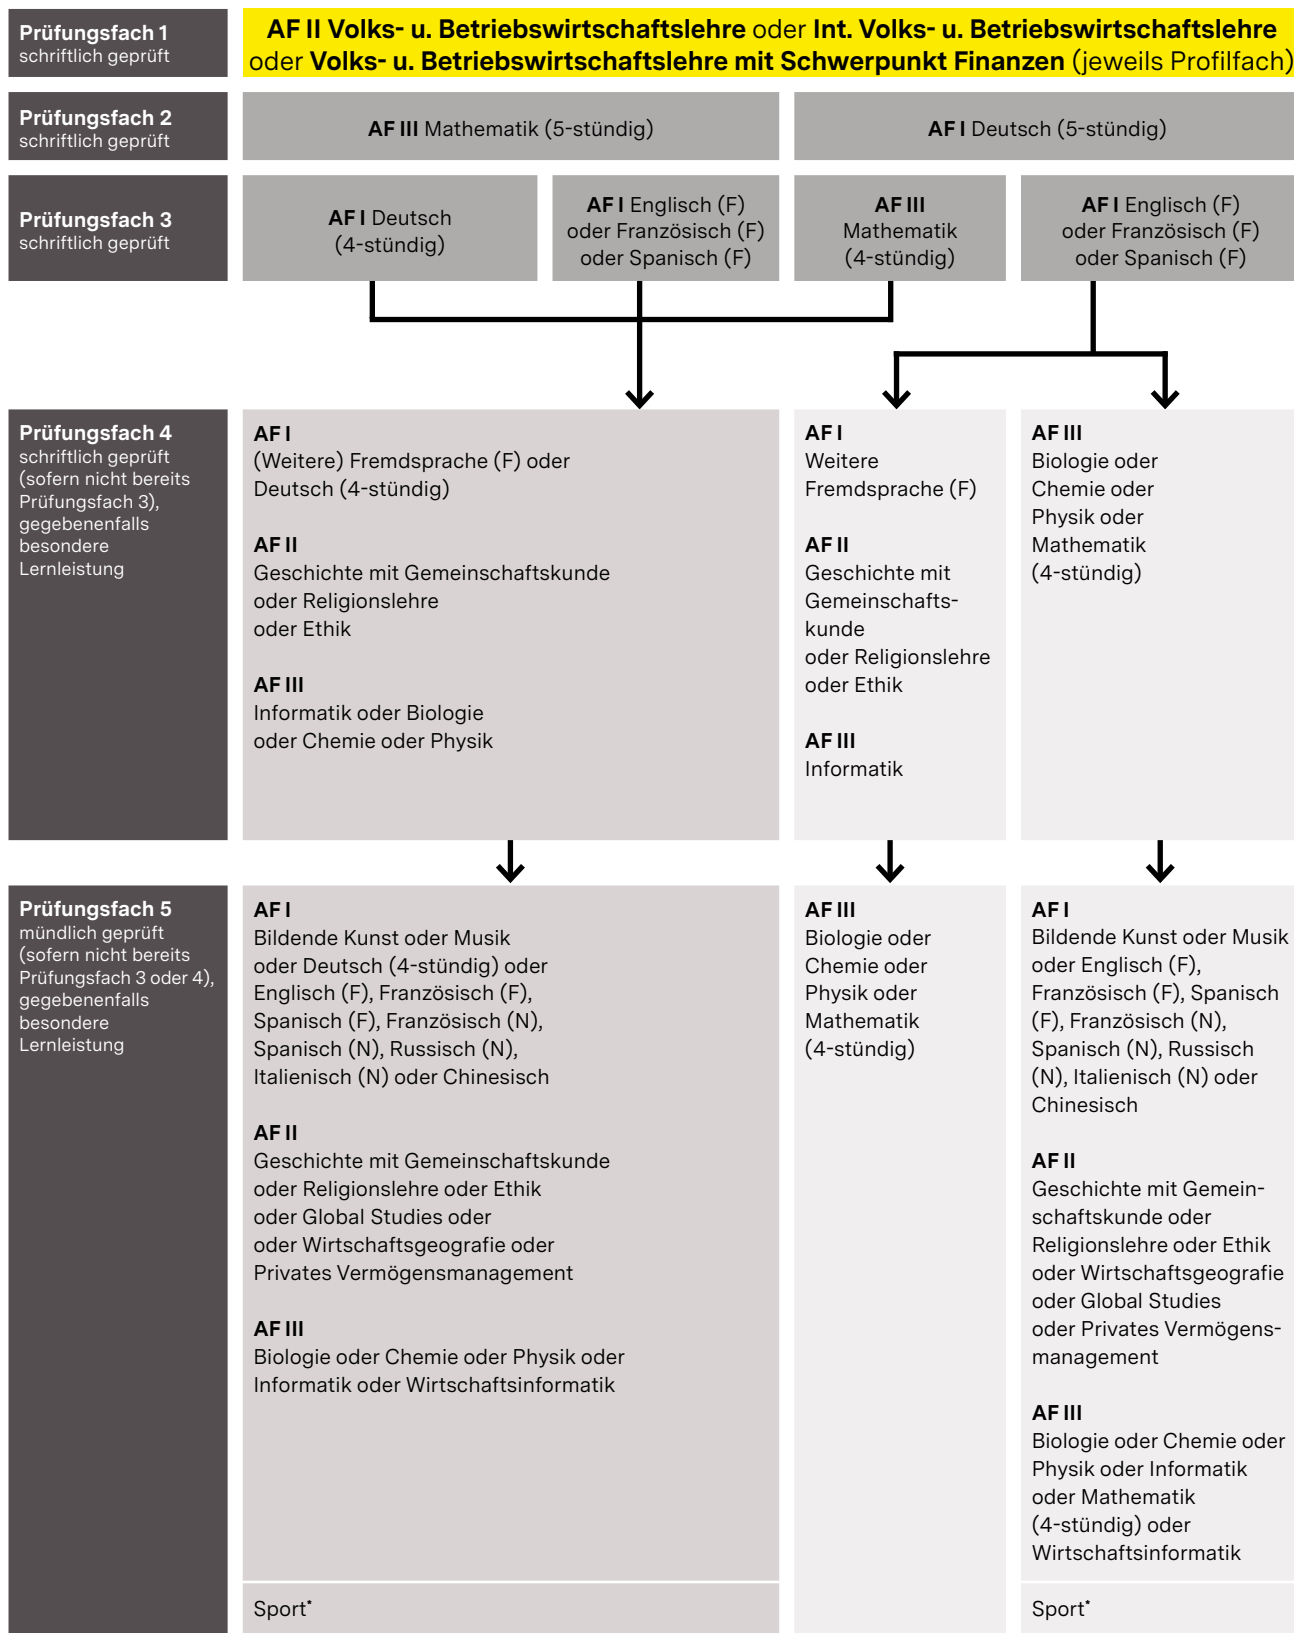 Prüfungsfach 1
schriftlich geprüft
AF II Volks- u. Betriebswirtschaftslehre oder Int. Volks- u. Betriebswirtschaftslehre
oder Volks- u. Betriebswirtschaftslehre mit Schwerpunkt Finanzen (jeweils Profilfach)
Prüfungsfach 2
schriftlich geprüft
AF III Mathematik (5-stündig)
AF I Deutsch (5-stündig)
Prüfungsfach 3
schriftlich geprüft
AF I Deutsch
(4-stündig)
AF I Englisch (F)
oder Französisch (F)
oder Spanisch (F)
AF III
Mathematik
(4-stündig)
AF I Englisch (F)
oder Französisch (F)
oder Spanisch (F)
Prüfungsfach 4
schriftlich geprüft
(sofern nicht bereits
Prüfungsfach 3),
gegebenenfalls
besondere
Lernleistung
AF I
(Weitere) Fremdsprache (F) oder
Deutsch (4-stündig)
AF II
Geschichte mit Gemeinschaftskunde
oder Religionslehre
oder Ethik
AF III
Informatik oder Biologie
oder Chemie oder Physik
AF I
Weitere
Fremdsprache (F)
AF II
Geschichte mit
Gemeinschafts-
kunde
oder Religionslehre
oder Ethik
AF III
Informatik
AF III
Biologie oder
Chemie oder
Physik oder
Mathematik
(4-stündig)
Prüfungsfach 5
mündlich geprüft
(sofern nicht bereits
Prüfungsfach 3 oder 4),
gegebenenfalls
besondere
Lernleistung
AF I
Bildende Kunst oder Musik
oder Deutsch (4-stündig) oder
Englisch (F), Französisch (F),
Spanisch (F), Französisch (N),
Spanisch (N), Russisch (N),
Italienisch (N) oder Chinesisch
AF II
Geschichte mit Gemeinschaftskunde
oder Religionslehre oder Ethik
oder Global Studies oder
oder Wirtschaftsgeografie oder
Privates Vermögensmanagement
AF III
Biologie oder Chemie oder Physik oder
Informatik oder Wirtschaftsinformatik
Sport*
AF III
Biologie oder
Chemie oder
Physik oder
Mathematik
(4-stündig)
AF I
Bildende Kunst oder Musik
oder Englisch (F),
Französisch (F), Spanisch
(F), Französisch (N),
Spanisch (N), Russisch
(N), Italienisch (N) oder
Chinesisch
AF II
Geschichte mit Gemein-
schaftskunde oder
Religionslehre oder Ethik
oder Wirtschaftsgeografie
oder Global Studies
oder Privates Vermögens-
management
AF III
Biologie oder Chemie oder
Physik oder Informatik
oder Mathematik
(4-stündig) oder
Wirtschaftsinformatik
Sport*